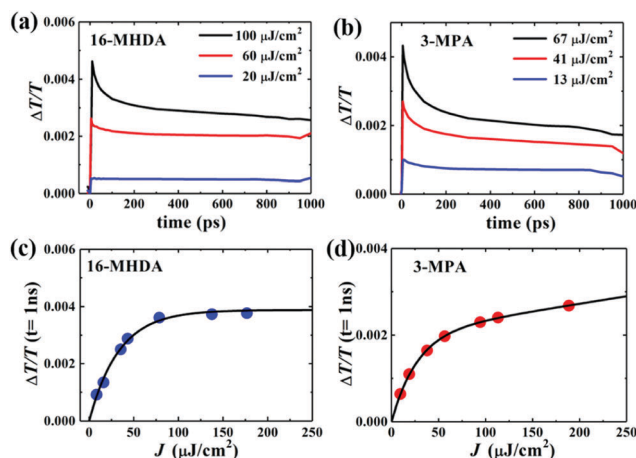 (a)
16-MHDA
100 μJ/cm²
60 μJ/cm²
20 μJ/cm²
0.006
0.004
0.002
0.000
ΔT/T
0 200 400 600 800 1000
time (ps)
(b)
3-MPA
67 μJ/cm²
41 μJ/cm²
13 μJ/cm²
0.004
0.002
0.000
ΔT/T
0 200 400 600 800 1000
time (ps)
(c)
16-MHDA
0.006
0.004
0.002
0.000
ΔT/T (t= 1ns)
0 50 100 150 200 250
J (μJ/cm²)
(d)
3-MPA
0.004
0.002
0.000
ΔT/T (t= 1ns)
0 50 100 150 200 250
J (μJ/cm²)